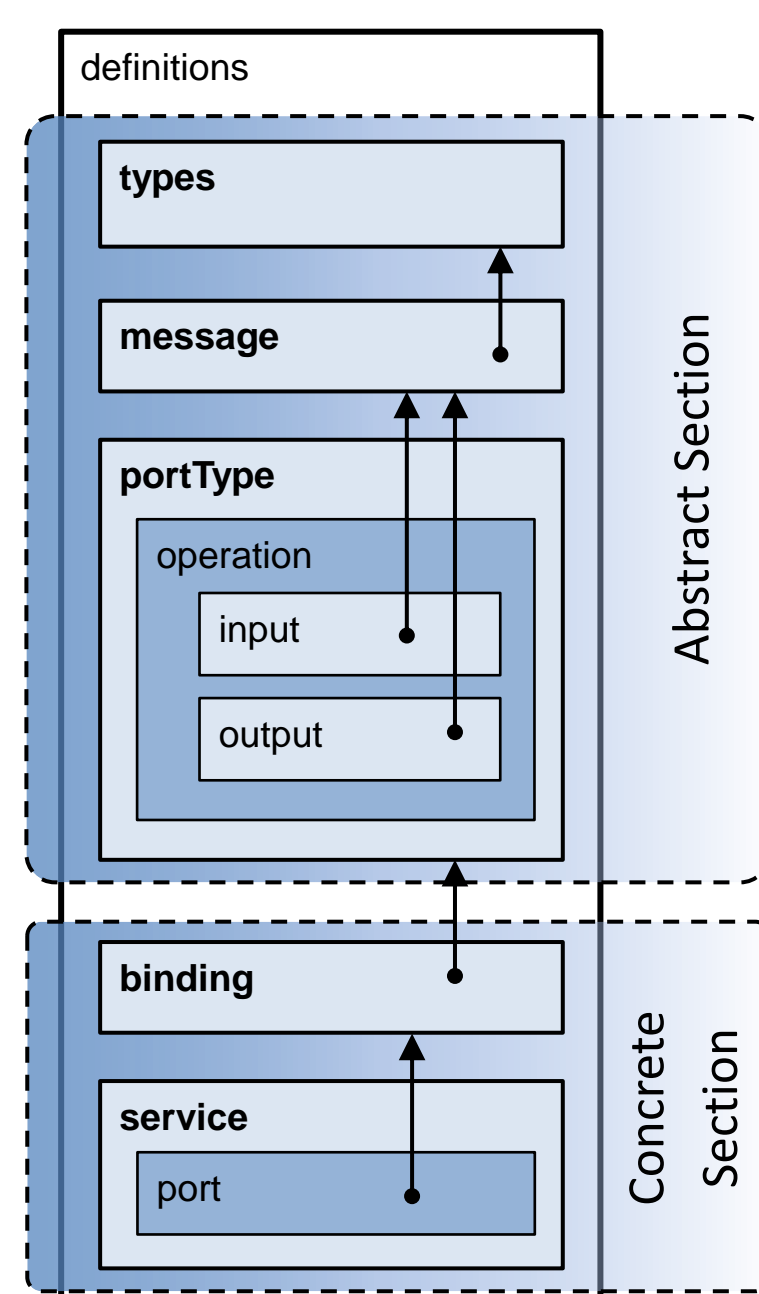 definitions
types
message
portType
operation
input
output
Abstract Section
binding
service
port
Concrete
Section